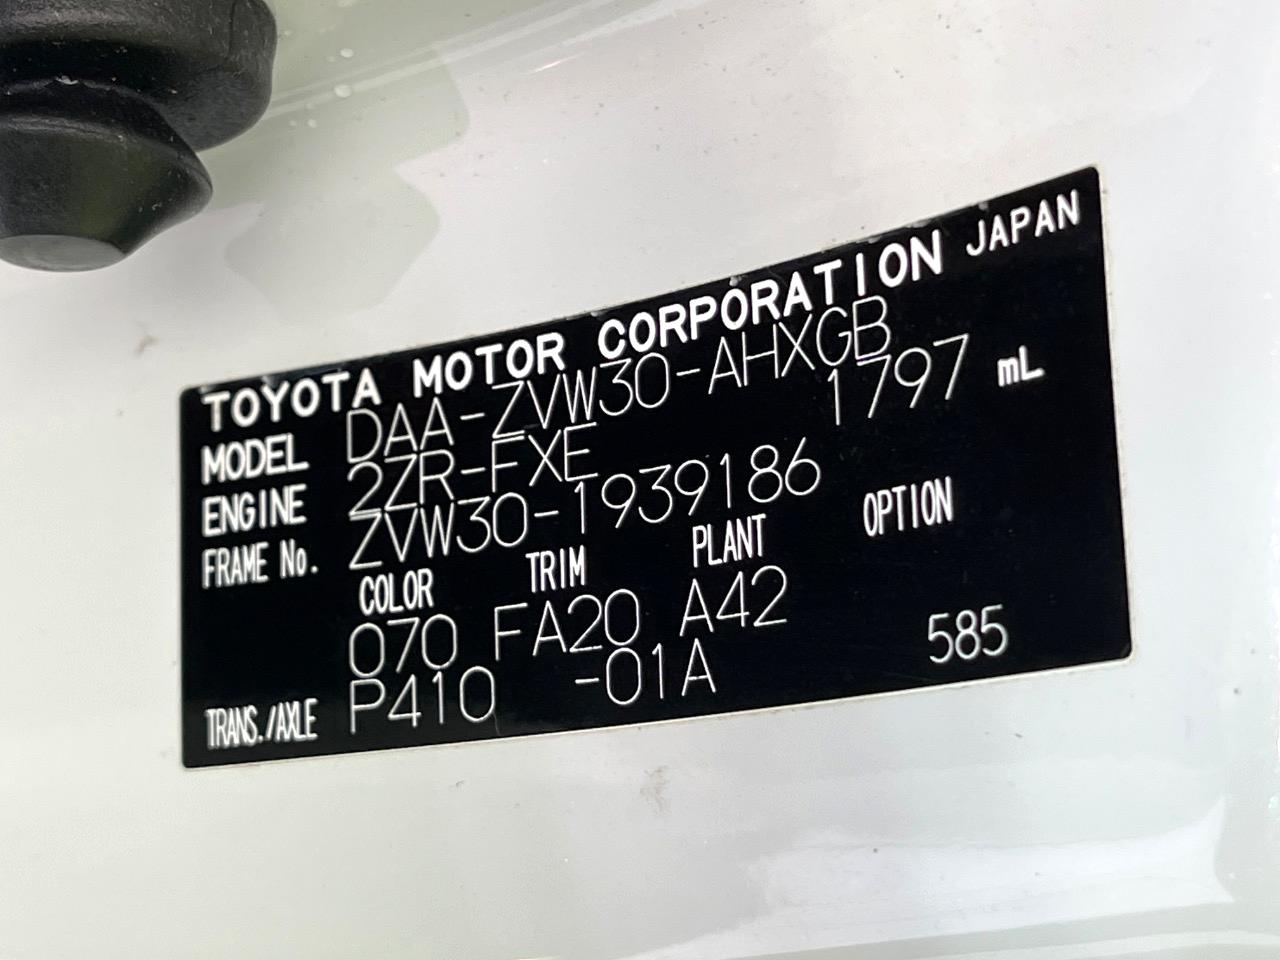 TOYOTA MOTOR CORPORATION JAPAN
MODEL DAA-ZVW30-AHXGB
ENGINE 2ZR-FXE 1797 mL
FRAME No. ZVW30-1939186
COLOR TRIM PLANT OPTION
070 FA20 A42
TRANS./AXLE P410 -01A 585